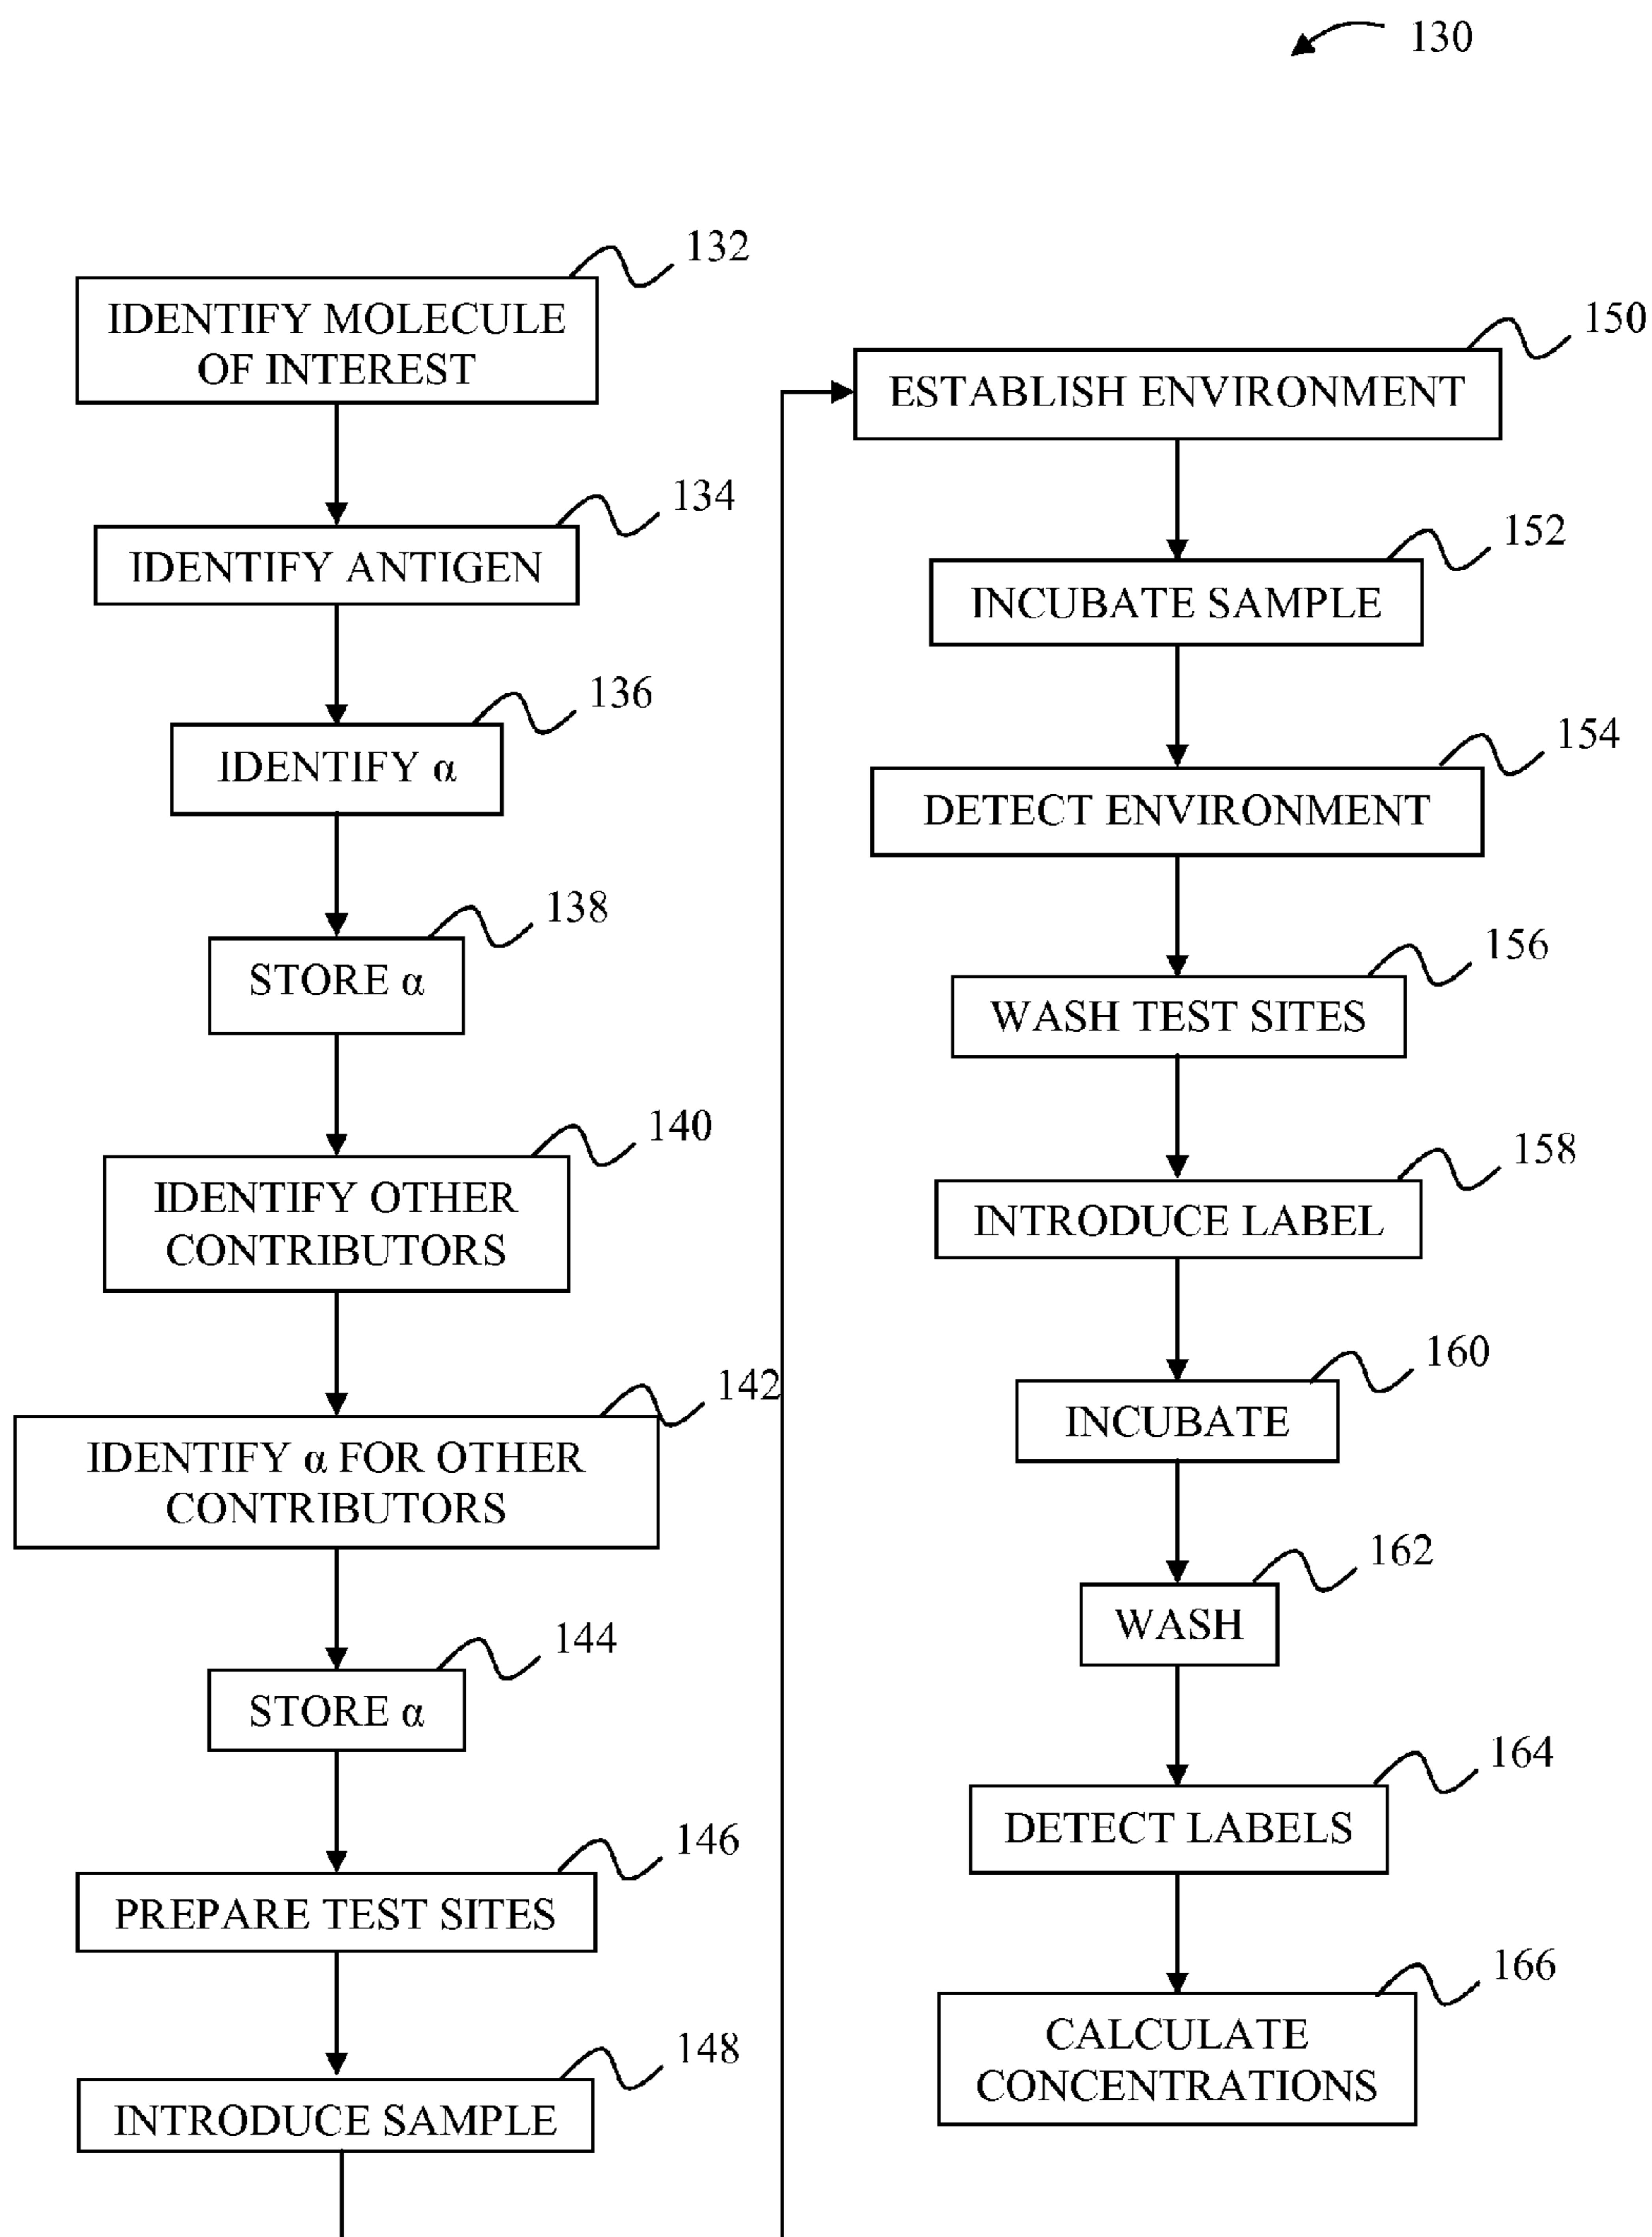 130
132
IDENTIFY MOLECULE
OF INTEREST
134
IDENTIFY ANTIGEN
136
IDENTIFY α
138
STORE α
140
IDENTIFY OTHER
CONTRIBUTORS
142
IDENTIFY α FOR OTHER
CONTRIBUTORS
144
STORE α
146
PREPARE TEST SITES
148
INTRODUCE SAMPLE
150
ESTABLISH ENVIRONMENT
152
INCUBATE SAMPLE
154
DETECT ENVIRONMENT
156
WASH TEST SITES
158
INTRODUCE LABEL
160
INCUBATE
162
WASH
164
DETECT LABELS
166
CALCULATE
CONCENTRATIONS